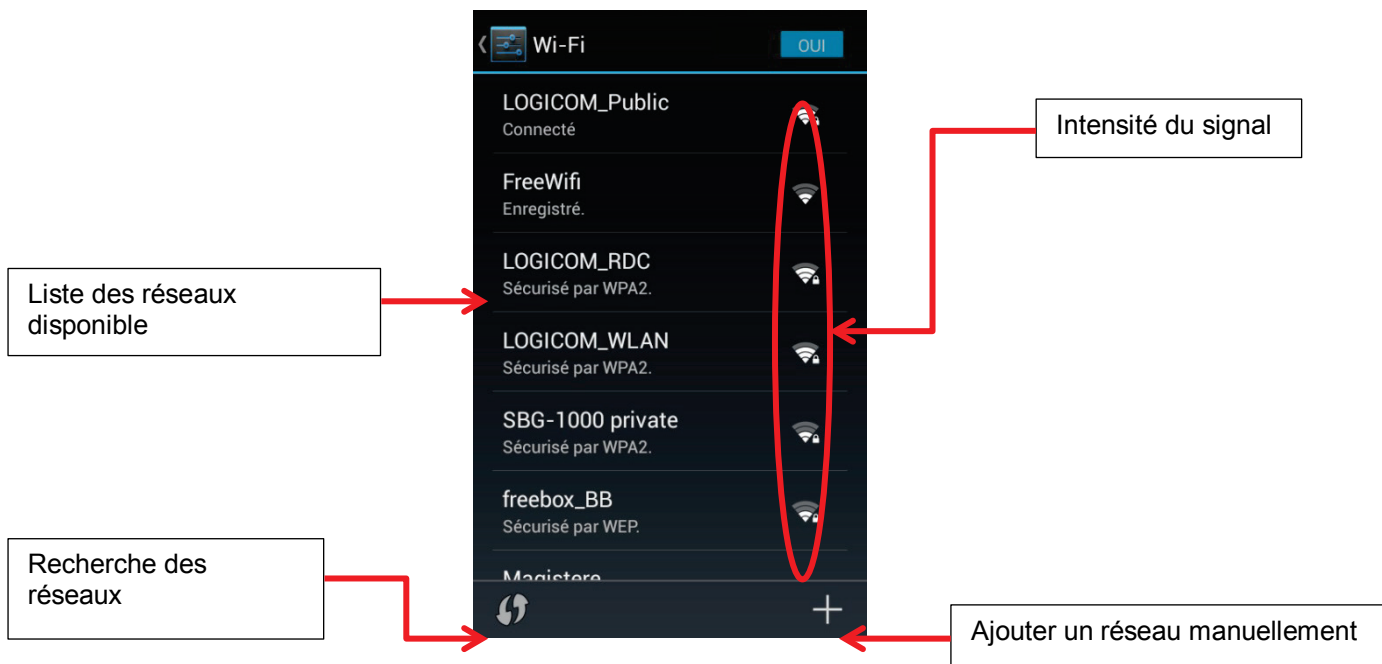 Wi-Fi
OUI
LOGICOM_Public
Connecté
FreeWifi
Enregistré.
LOGICOM_RDC
Sécurisé par WPA2.
LOGICOM_WLAN
Sécurisé par WPA2.
SBG-1000 private
Sécurisé par WPA2.
freebox_BB
Sécurisé par WEP.
Magistere
Intensité du signal
Liste des réseaux
disponible
Recherche des
réseaux
Ajouter un réseau manuellement